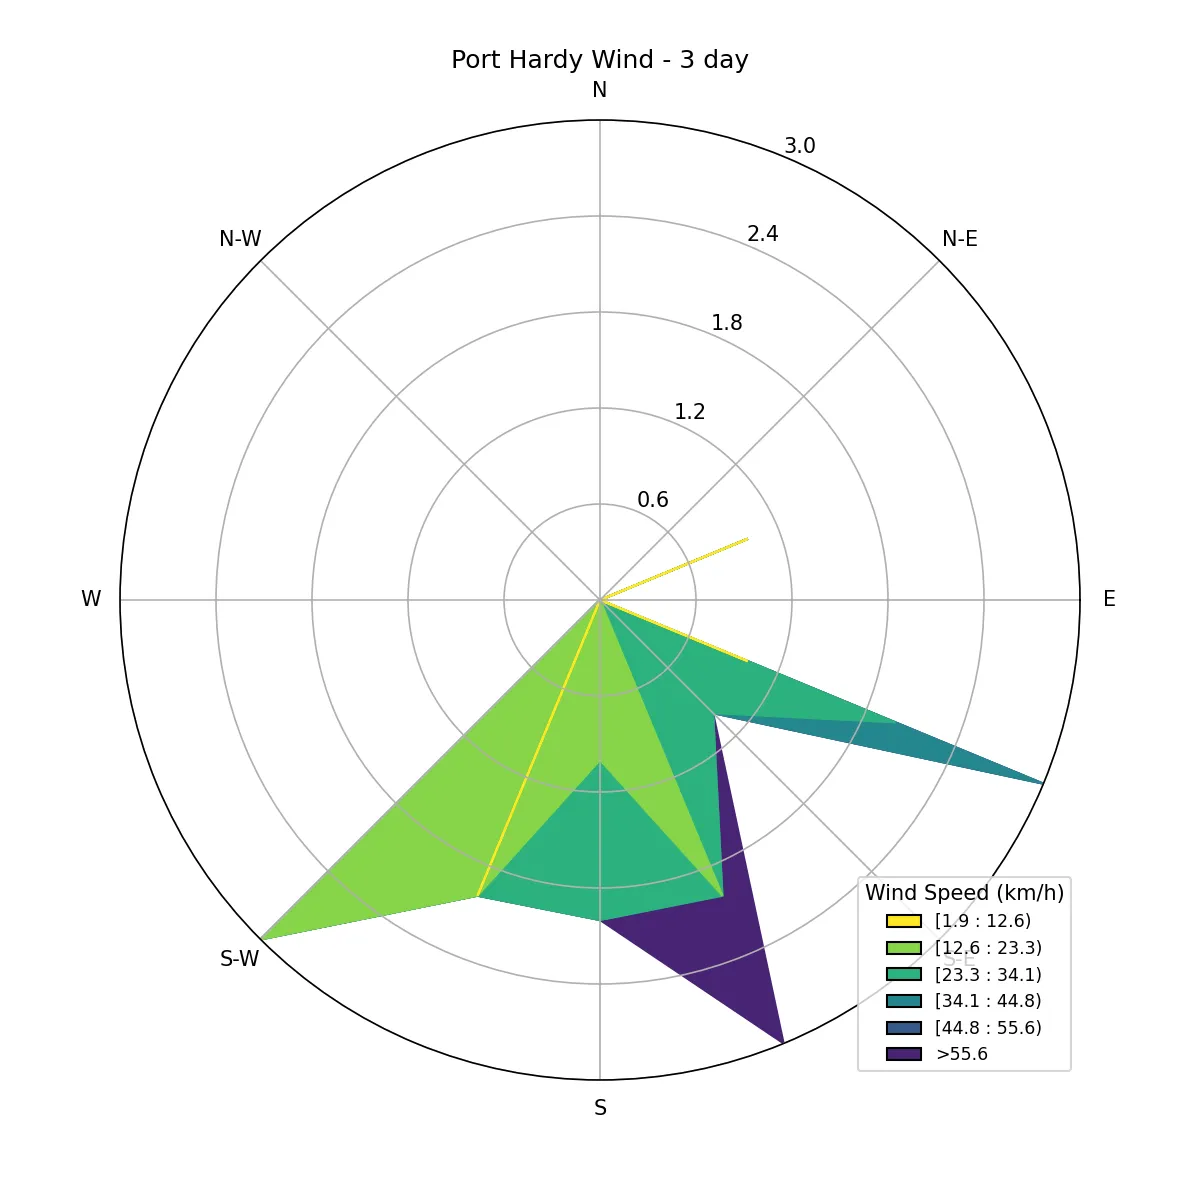 Port Hardy Wind - 3 day
N
3.0
N-W
2.4
N-E
1.8
1.2
0.6
W
E
Wind Speed (km/h)
[1.9 : 12.6)
[12.6 : 23.3)
S-W
S-E
[23.3 : 34.1)
[34.1 : 44.8)
[44.8 : 55.6)
>55.6
S